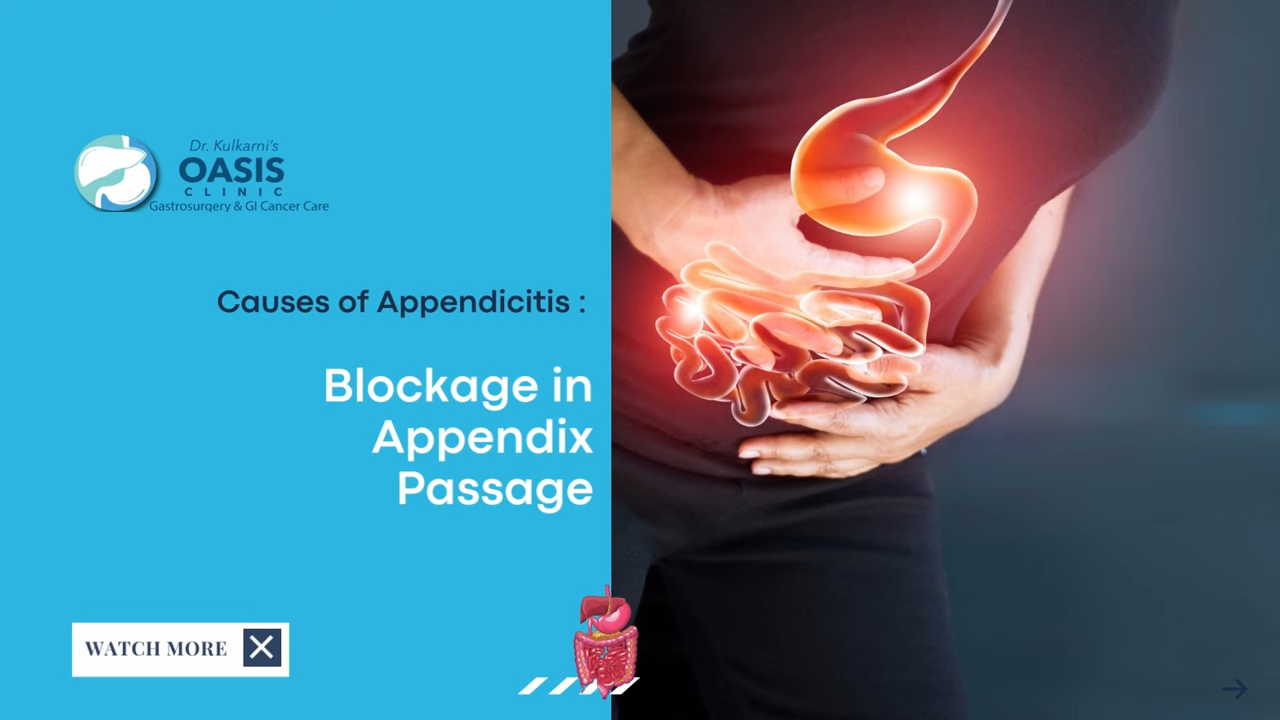 Dr. Kulkarni's
OASIS
CLINIC
Gastrosurgery & GI Cancer Care
Causes of Appendicitis :
Blockage in
Appendix
Passage
WATCH MORE